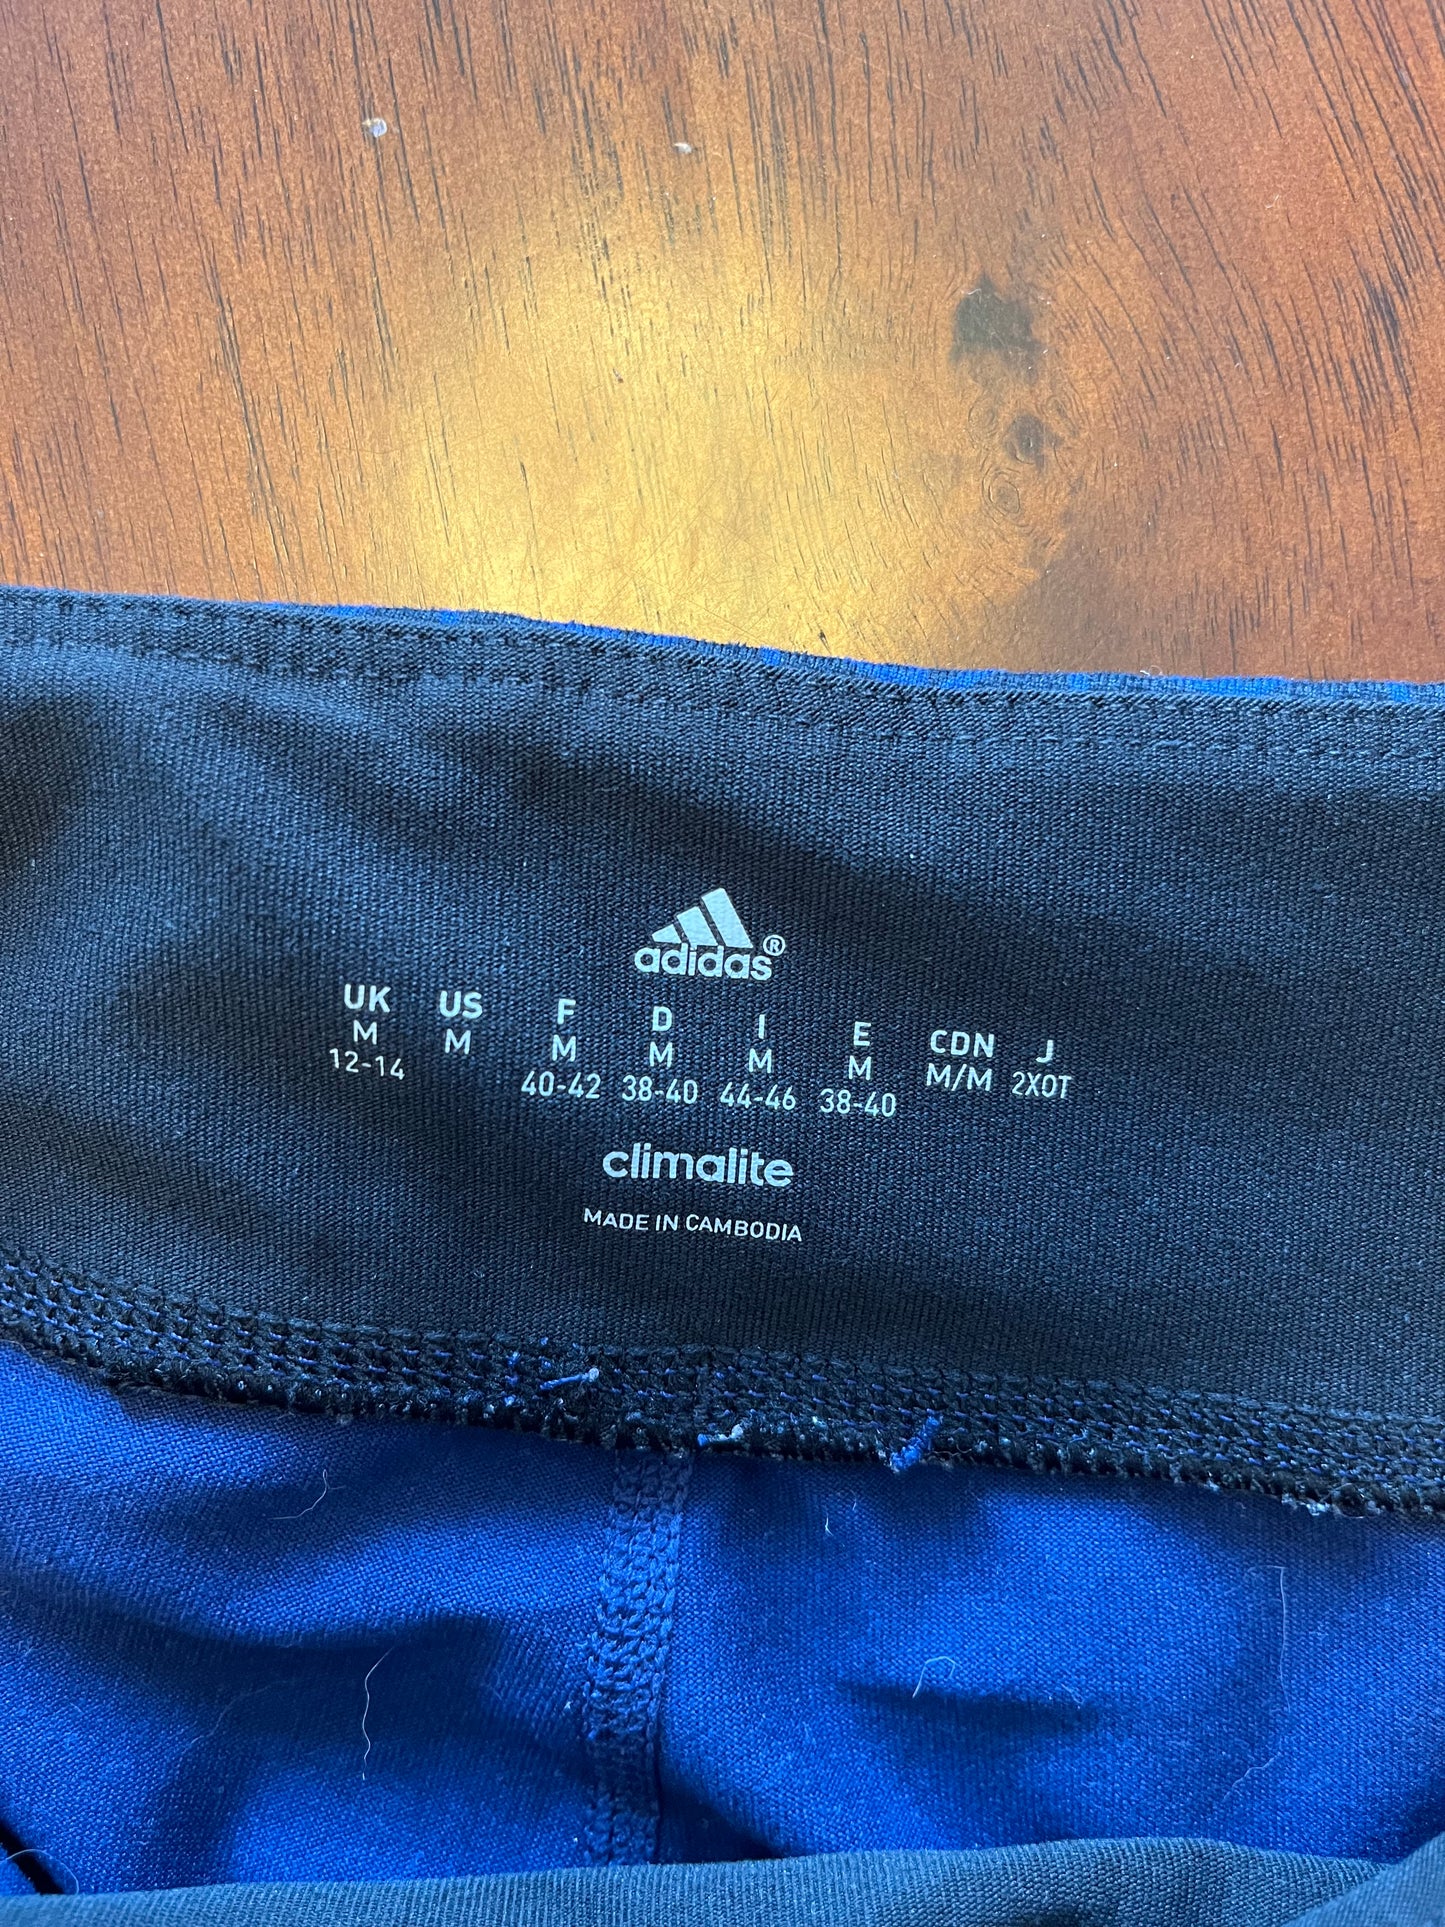 adidas®
UK US F D I E CDN J
M M M M M M M/M 2XOT
12-14 40-42 38-40 44-46 38-40
climalite
MADE IN CAMBODIA